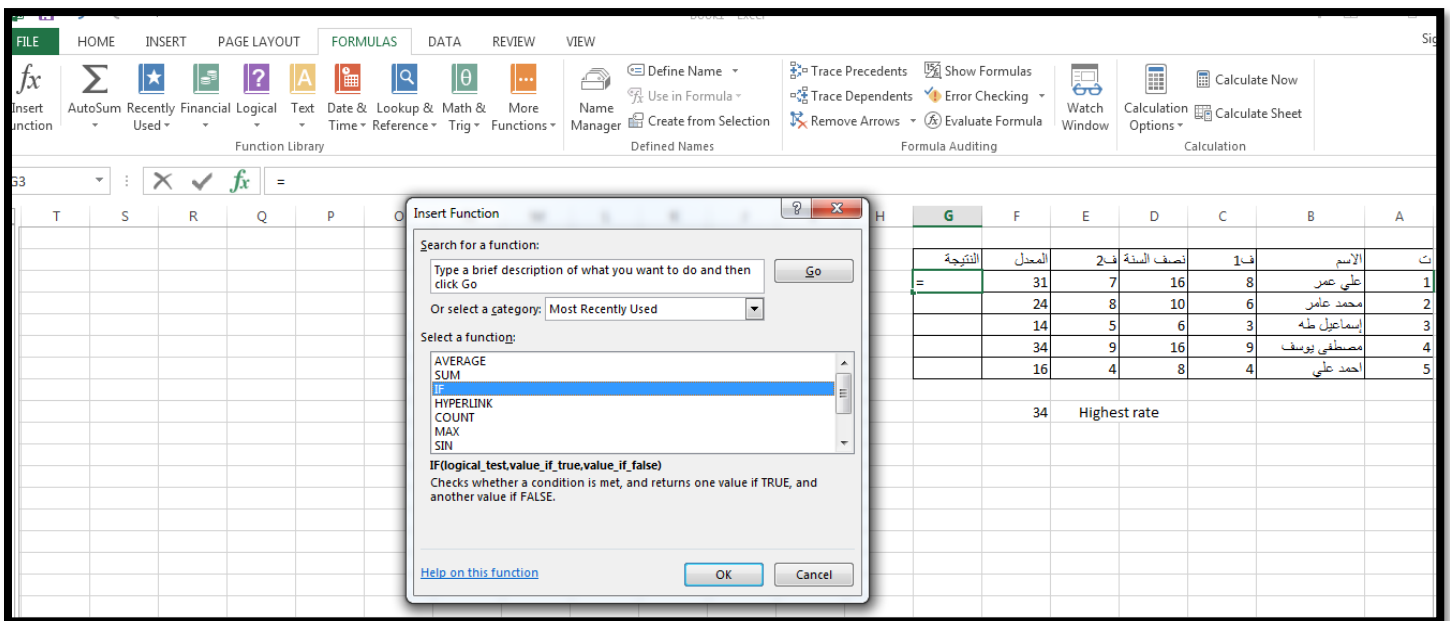 FILE HOME INSERT PAGE LAYOUT FORMULAS DATA REVIEW VIEW
fx Insert
AutoSum Recently Used Financial Logical Text Date & Time Lookup & Reference Math & Trig More Functions
Function Library
Name Manager
Define Name
Use in Formula
Create from Selection
Defined Names
Trace Precedents Show Formulas
Trace Dependents Error Checking
Remove Arrows Evaluate Formula
Watch Window
Formula Auditing
Calculation Options
Calculate Now
Calculate Sheet
Calculation
fx =
T S R Q P H G F E D C B A
ت الاسم ف1 نصف السنة ف2 المعدل النتيجة
1 علي عمر 8 16 7 31 =
2 محمد عامر 6 10 8 24
3 إسماعيل طه 3 6 5 14
4 مصطفى يوسف 9 16 9 34
5 احمد علي 4 8 4 16
34 Highest rate
Insert Function
Search for a function:
Type a brief description of what you want to do and then
click Go
Go
Or select a category: Most Recently Used
Select a function:
AVERAGE
SUM
IF
HYPERLINK
COUNT
MAX
SIN
IF(logical_test,value_if_true,value_if_false)
Checks whether a condition is met, and returns one value if TRUE, and
another value if FALSE.
Help on this function
OK Cancel